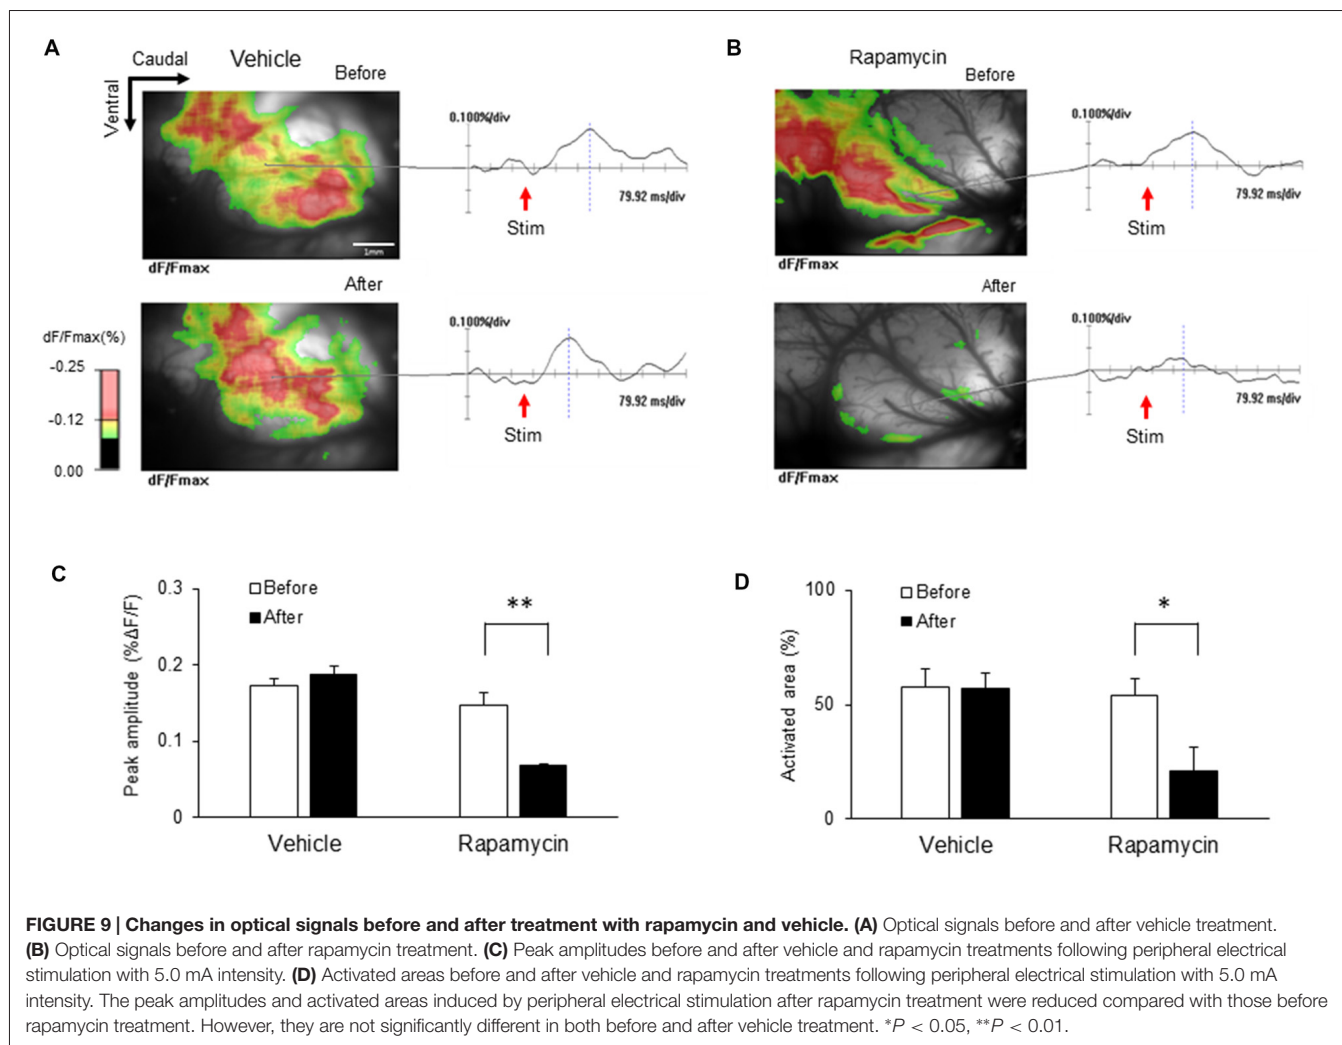 A
Vehicle
Caudal
Ventral
Before
0.100%/div
79.92 ms/div
Stim
1mm
dF/Fmax
After
dF/Fmax(%)
-0.25
-0.12
0.00
0.100%/div
79.92 ms/div
Stim
dF/Fmax
B
Rapamycin
Before
0.100%/div
79.92 ms/div
Stim
dF/Fmax
After
0.100%/div
79.92 ms/div
Stim
dF/Fmax
C
Peak amplitude (%ΔF/F)
0.3
0.2
0.1
0
Before
After
**
Vehicle
Rapamycin
D
Activated area (%)
100
50
0
Before
After
*
Vehicle
Rapamycin
FIGURE 9 | Changes in optical signals before and after treatment with rapamycin and vehicle. (A) Optical signals before and after vehicle treatment.
(B) Optical signals before and after rapamycin treatment. (C) Peak amplitudes before and after vehicle and rapamycin treatments following peripheral electrical
stimulation with 5.0 mA intensity. (D) Activated areas before and after vehicle and rapamycin treatments following peripheral electrical stimulation with 5.0 mA
intensity. The peak amplitudes and activated areas induced by peripheral electrical stimulation after rapamycin treatment were reduced compared with those before
rapamycin treatment. However, they are not significantly different in both before and after vehicle treatment. *P < 0.05, **P < 0.01.